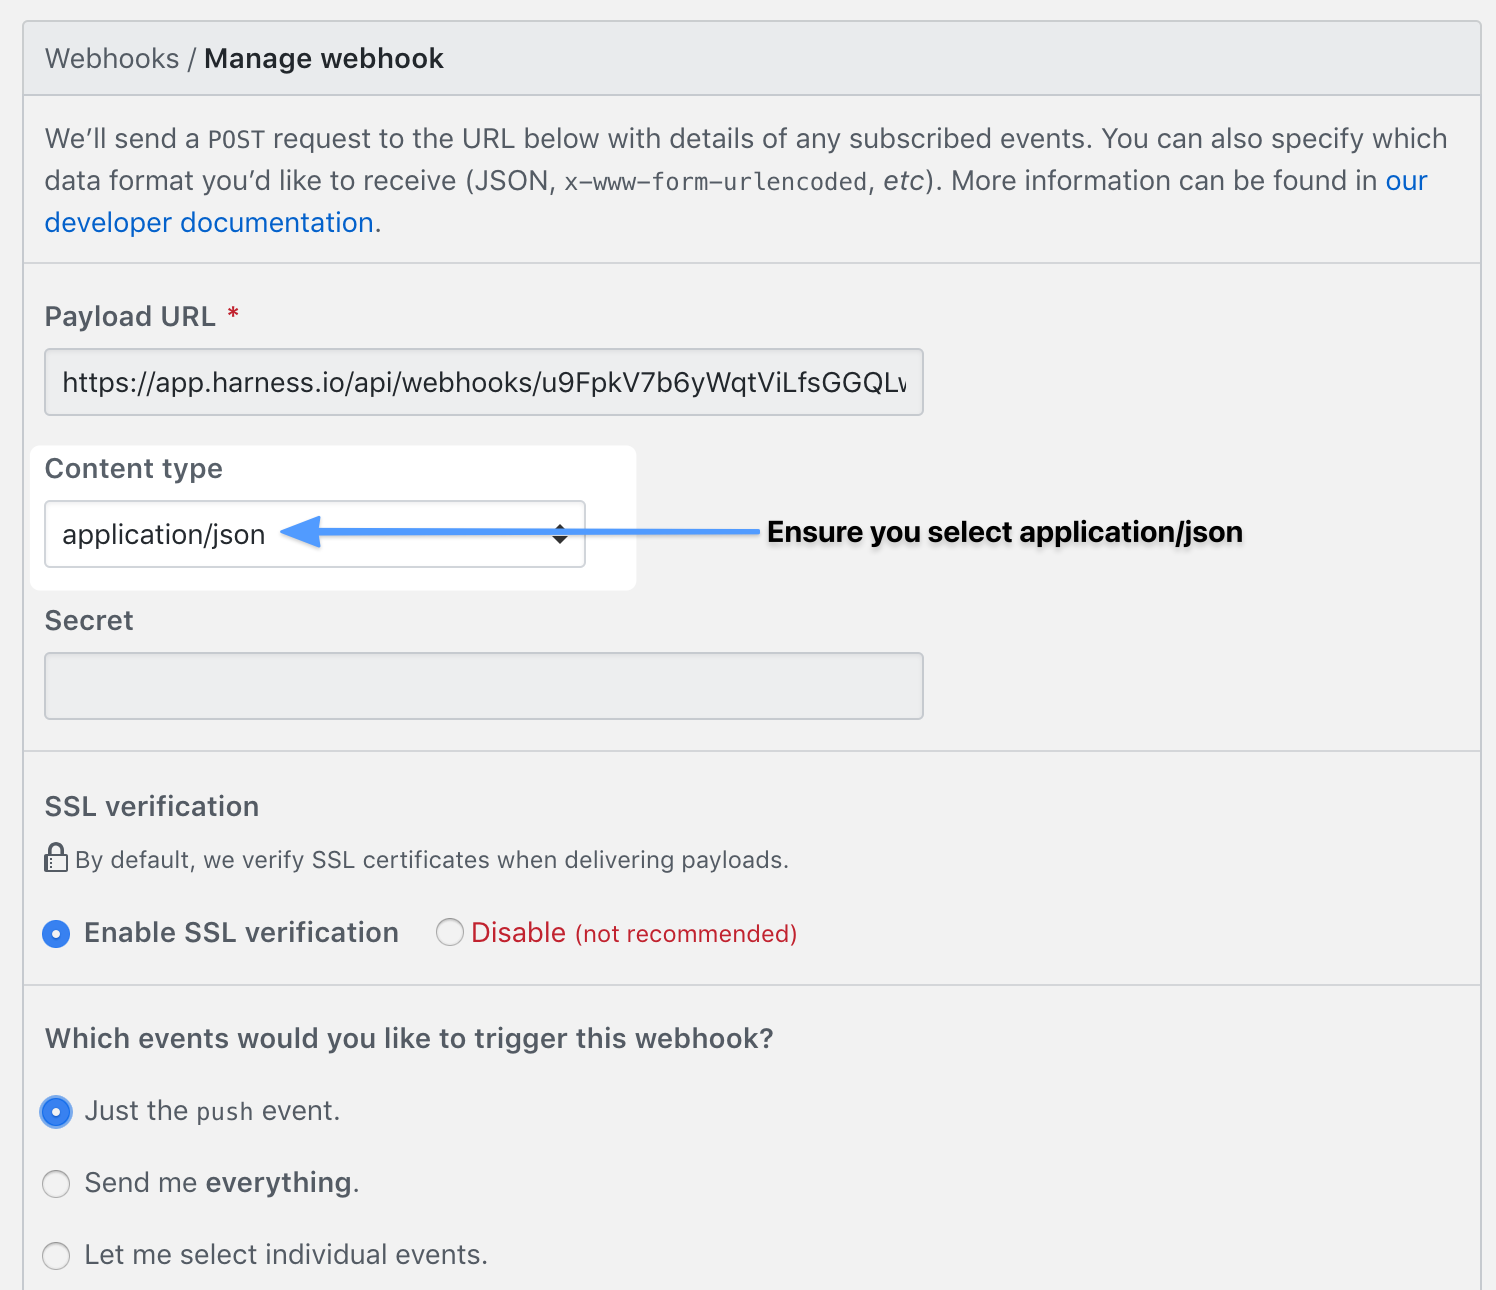 Webhooks / Manage webhook
We’ll send a POST request to the URL below with details of any subscribed events. You can also specify which
data format you’d like to receive (JSON, x-www-form-urlencoded, etc). More information can be found in our
developer documentation.
Payload URL *
https://app.harness.io/api/webhooks/u9FpkV7b6yWqtViLfsGGQLw
Content type
application/json
Ensure you select application/json
Secret
SSL verification
By default, we verify SSL certificates when delivering payloads.
Enable SSL verification Disable (not recommended)
Which events would you like to trigger this webhook?
Just the push event.
Send me everything.
Let me select individual events.